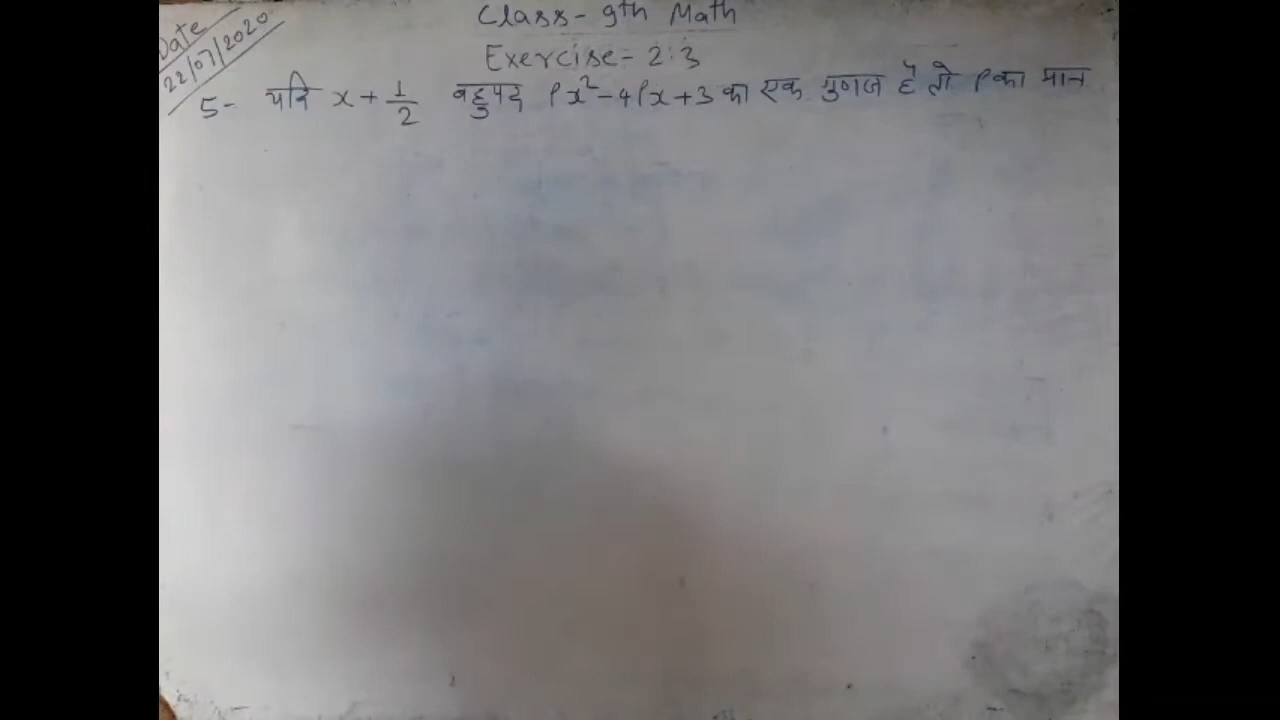 Date
22/07/2020
Class- 9th Math
Exercise- 2.3
5- यदि x + 1/2 बहुपद Px² - 4Px + 3 का एक गुणज है तो P का मान